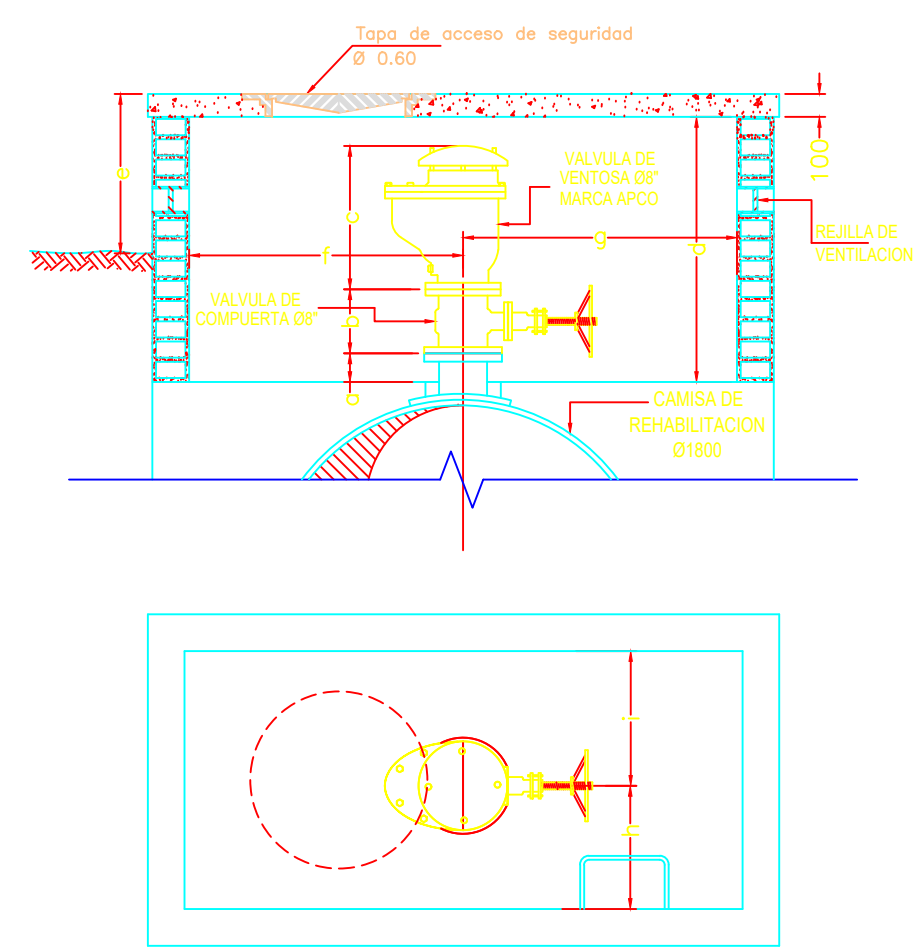 Tapa de acceso de seguridad
Ø 0.60
e
c
VALVULA DE
VENTOSA Ø8"
MARCA APCO
100
f
g
d
REJILLA DE
VENTILACION
VALVULA DE
COMPUERTA Ø8"
b
a
CAMISA DE
REHABILITACION
Ø1800
i
h